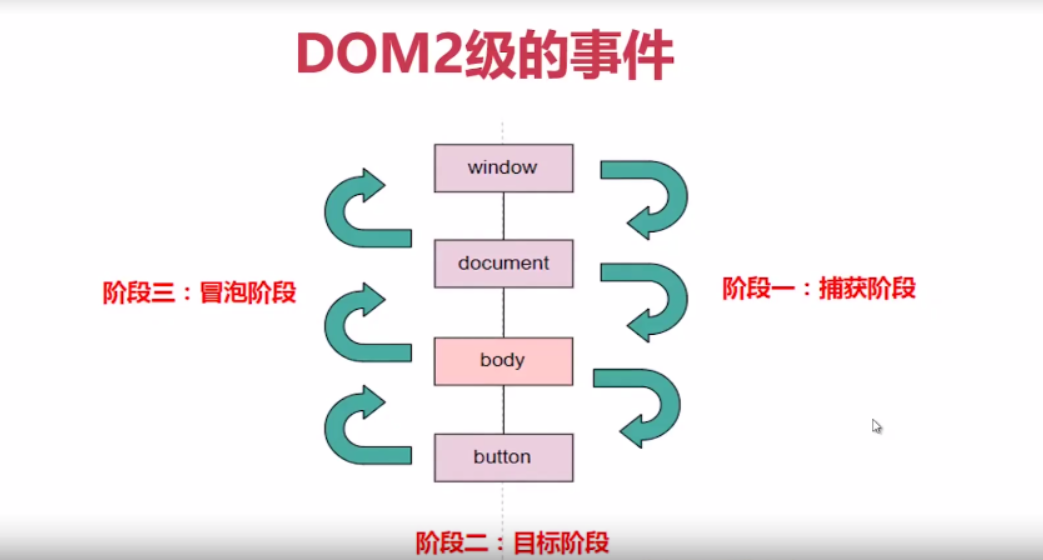 DOM2级的事件
window
document
阶段三：冒泡阶段
阶段一：捕获阶段
body
button
阶段二：目标阶段